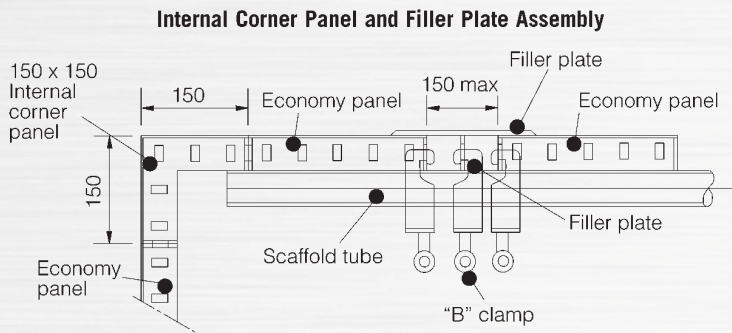 Internal Corner Panel and Filler Plate Assembly
150 x 150
Internal
corner
panel
150
Economy panel
150 max
Filler plate
Economy panel
150
Economy
panel
Scaffold tube
Filler plate
“B” clamp